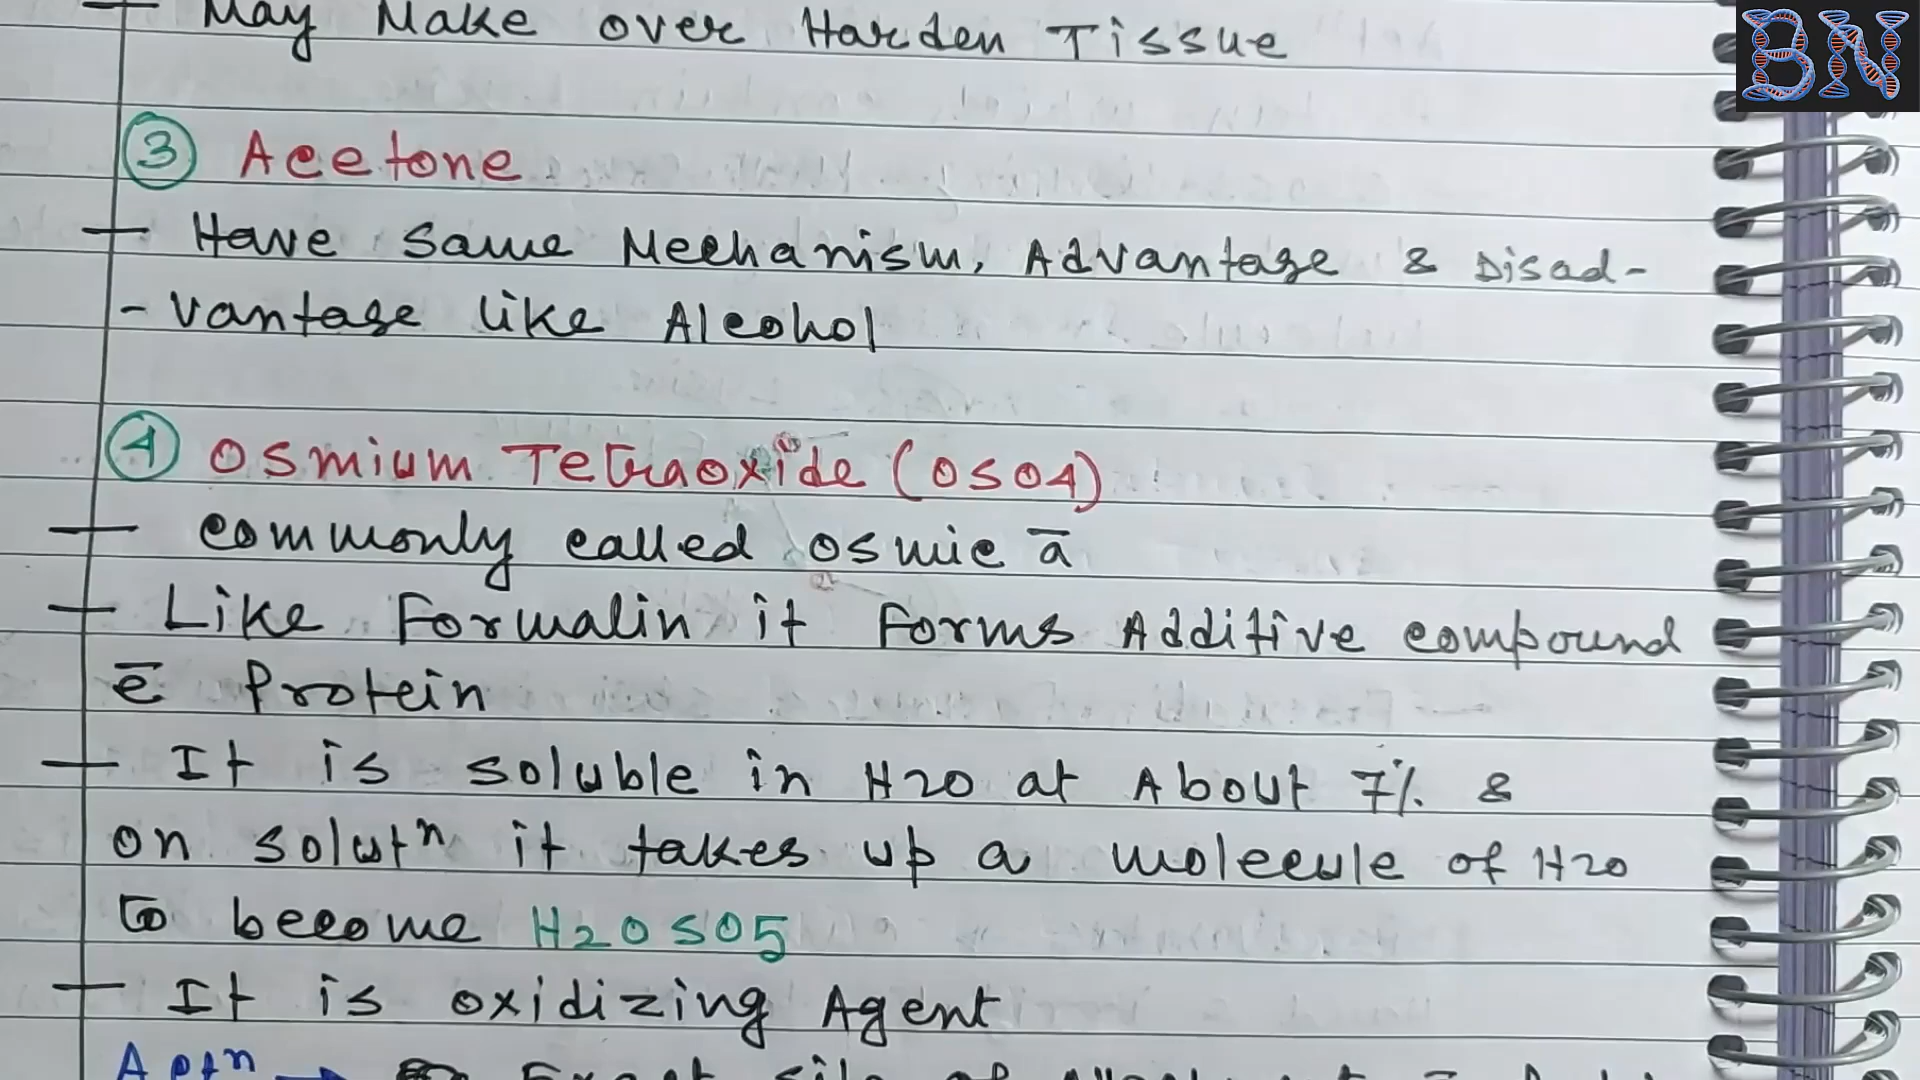 May Make over Harden Tissue
③ Acetone
- Have same Mechanism, Advantage & Disad-
- vantage like Alcohol
④ Osmium Tetraoxide (OSO4)
- commonly called osmic ā
- Like Formalin it Forms Additive compound
c̄ Protein
- It is soluble in H2O at About 7% &
on solutⁿ it takes up a molecule of H2O
to become H2OSO5
- It is oxidizing Agent
Actⁿ →
BN